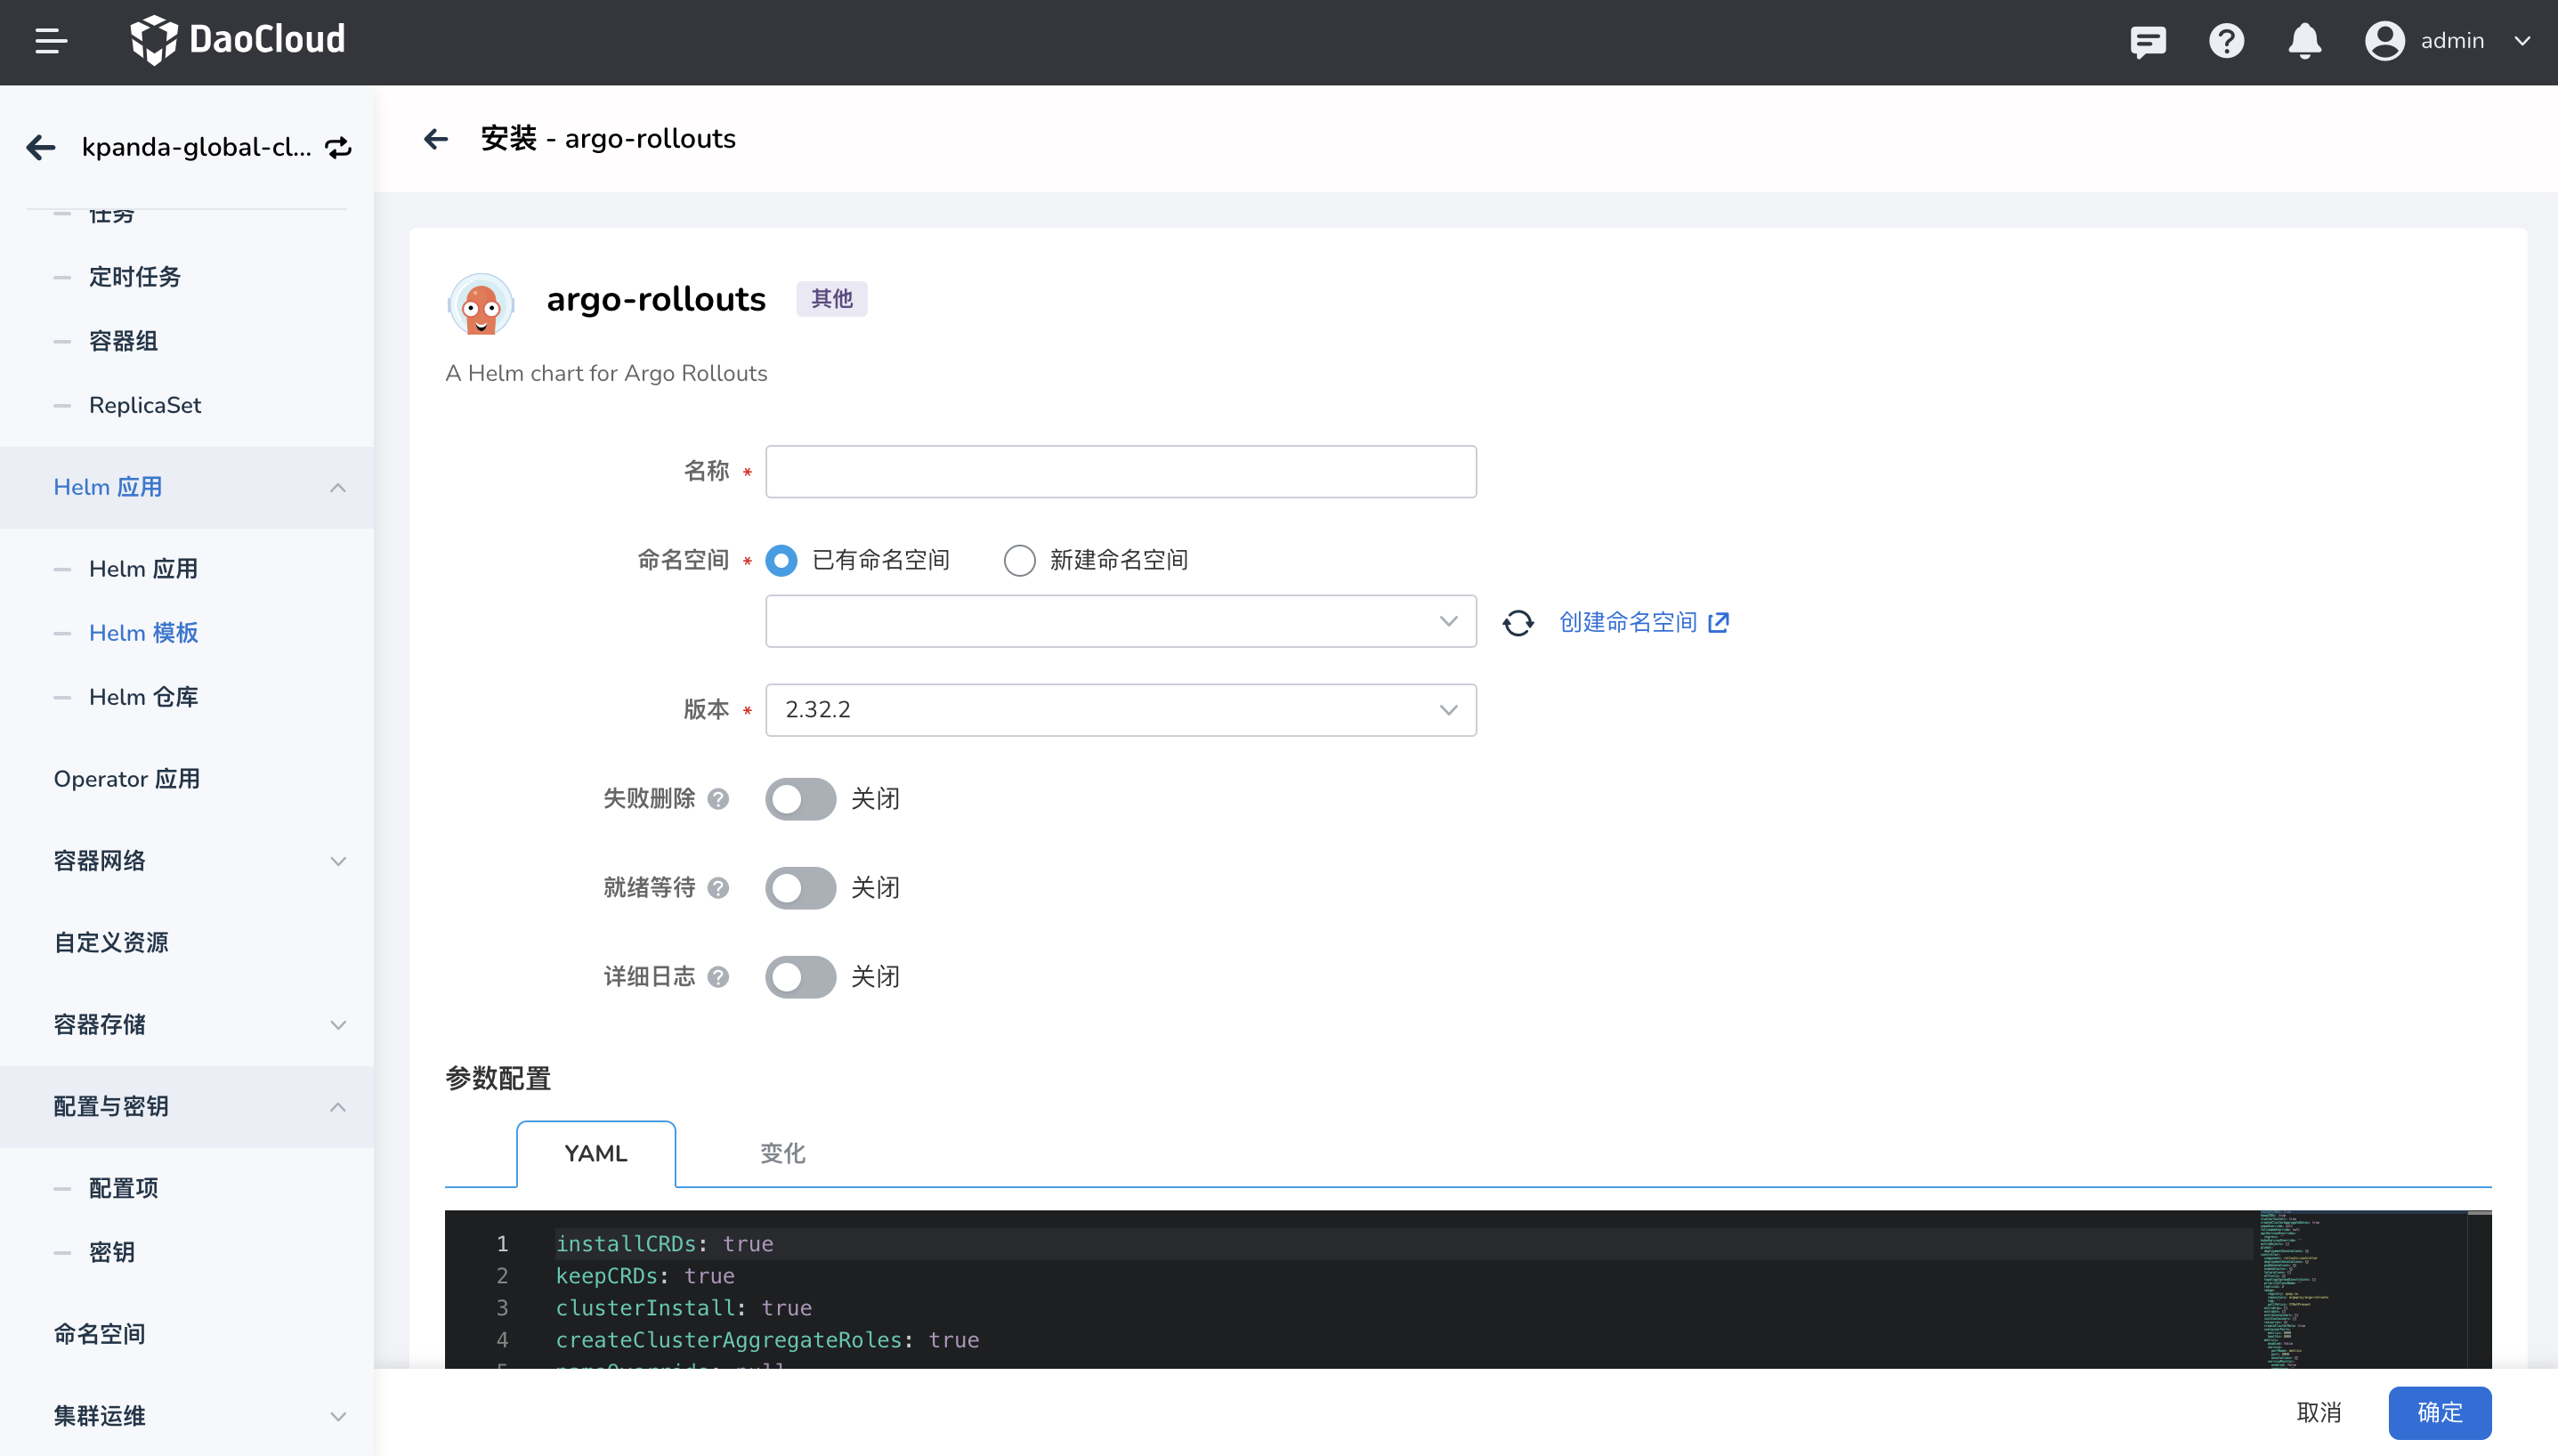 DaoCloud
admin
kpanda-global-cl...
任务
定时任务
容器组
ReplicaSet
Helm 应用
Helm 应用
Helm 模板
Helm 仓库
Operator 应用
容器网络
自定义资源
容器存储
配置与密钥
配置项
密钥
命名空间
集群运维
安装 - argo-rollouts
argo-rollouts 其他
A Helm chart for Argo Rollouts
名称 *
命名空间 * 已有命名空间 新建命名空间
创建命名空间
版本 * 2.32.2
失败删除 ? 关闭
就绪等待 ? 关闭
详细日志 ? 关闭
参数配置
YAML 变化
1 installCRDs: true
2 keepCRDs: true
3 clusterInstall: true
4 createClusterAggregateRoles: true
5 nameOverride: null
取消 确定